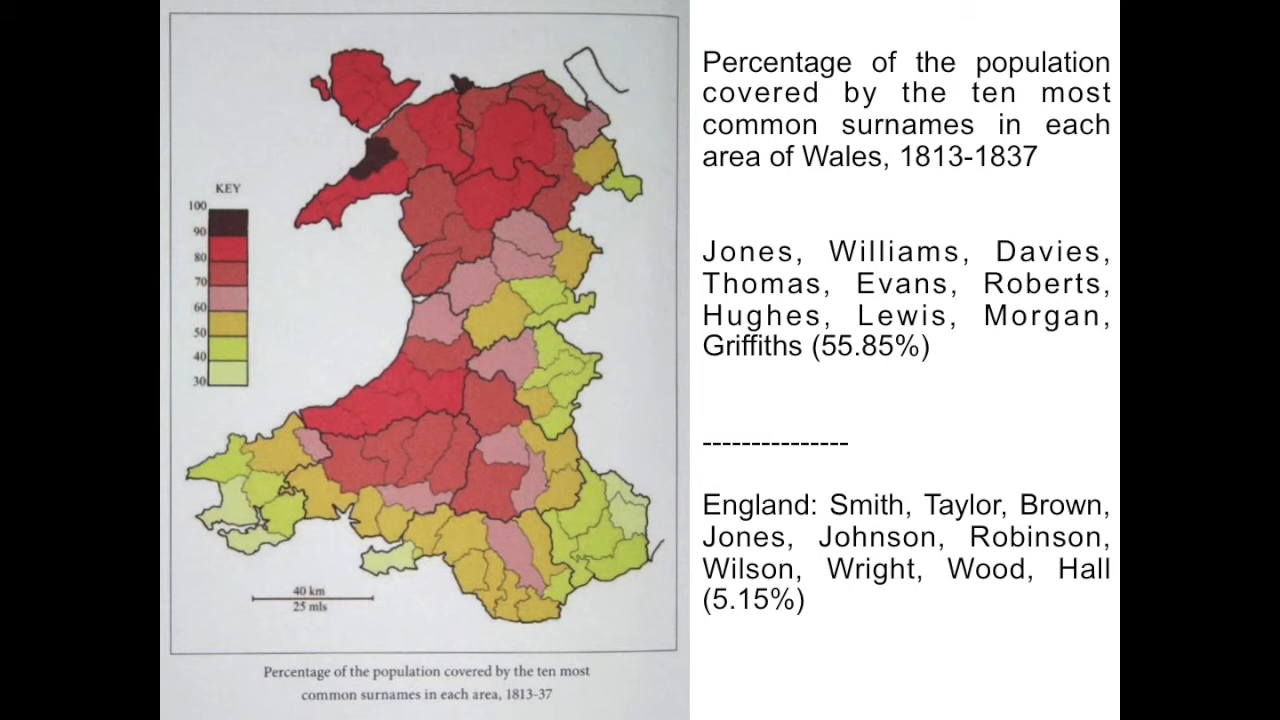 KEY
100
90
80
70
60
50
40
30
40 km
25 mls
Percentage of the population covered by the ten most
common surnames in each area, 1813-37
Percentage of the population
covered by the ten most
common surnames in each
area of Wales, 1813-1837
Jones, Williams, Davies,
Thomas, Evans, Roberts,
Hughes, Lewis, Morgan,
Griffiths (55.85%)
---------------
England: Smith, Taylor, Brown,
Jones, Johnson, Robinson,
Wilson, Wright, Wood, Hall
(5.15%)